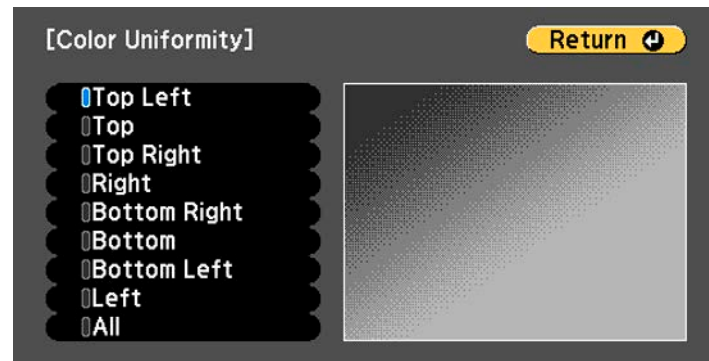 [Color Uniformity]
Return
Top Left
Top
Top Right
Right
Bottom Right
Bottom
Bottom Left
Left
All